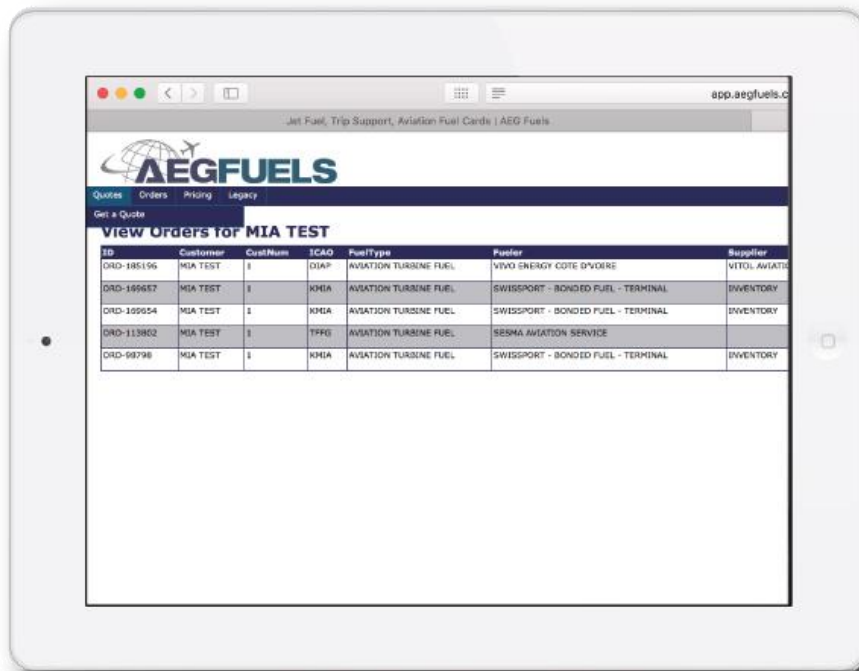 app.aegfuels.c
Jet Fuel, Trip Support, Aviation Fuel Cards | AEG Fuels
AEGFUELS
Quotes Orders Pricing Legacy
Get a Quote
View Orders for MIA TEST
ID Customer CustNum ICAO FuelType Fueler Supplier
ORD-185196 MIA TEST 1 DIAP AVIATION TURBINE FUEL VIVO ENERGY COTE D'VOIRE VITOL AVIATIO
ORD-169657 MIA TEST 1 KMIA AVIATION TURBINE FUEL SWISSPORT - BONDED FUEL - TERMINAL INVENTORY
ORD-169654 MIA TEST 1 KMIA AVIATION TURBINE FUEL SWISSPORT - BONDED FUEL - TERMINAL INVENTORY
ORD-113802 MIA TEST 1 TFFG AVIATION TURBINE FUEL SESMA AVIATION SERVICE
ORD-98798 MIA TEST 1 KMIA AVIATION TURBINE FUEL SWISSPORT - BONDED FUEL - TERMINAL INVENTORY